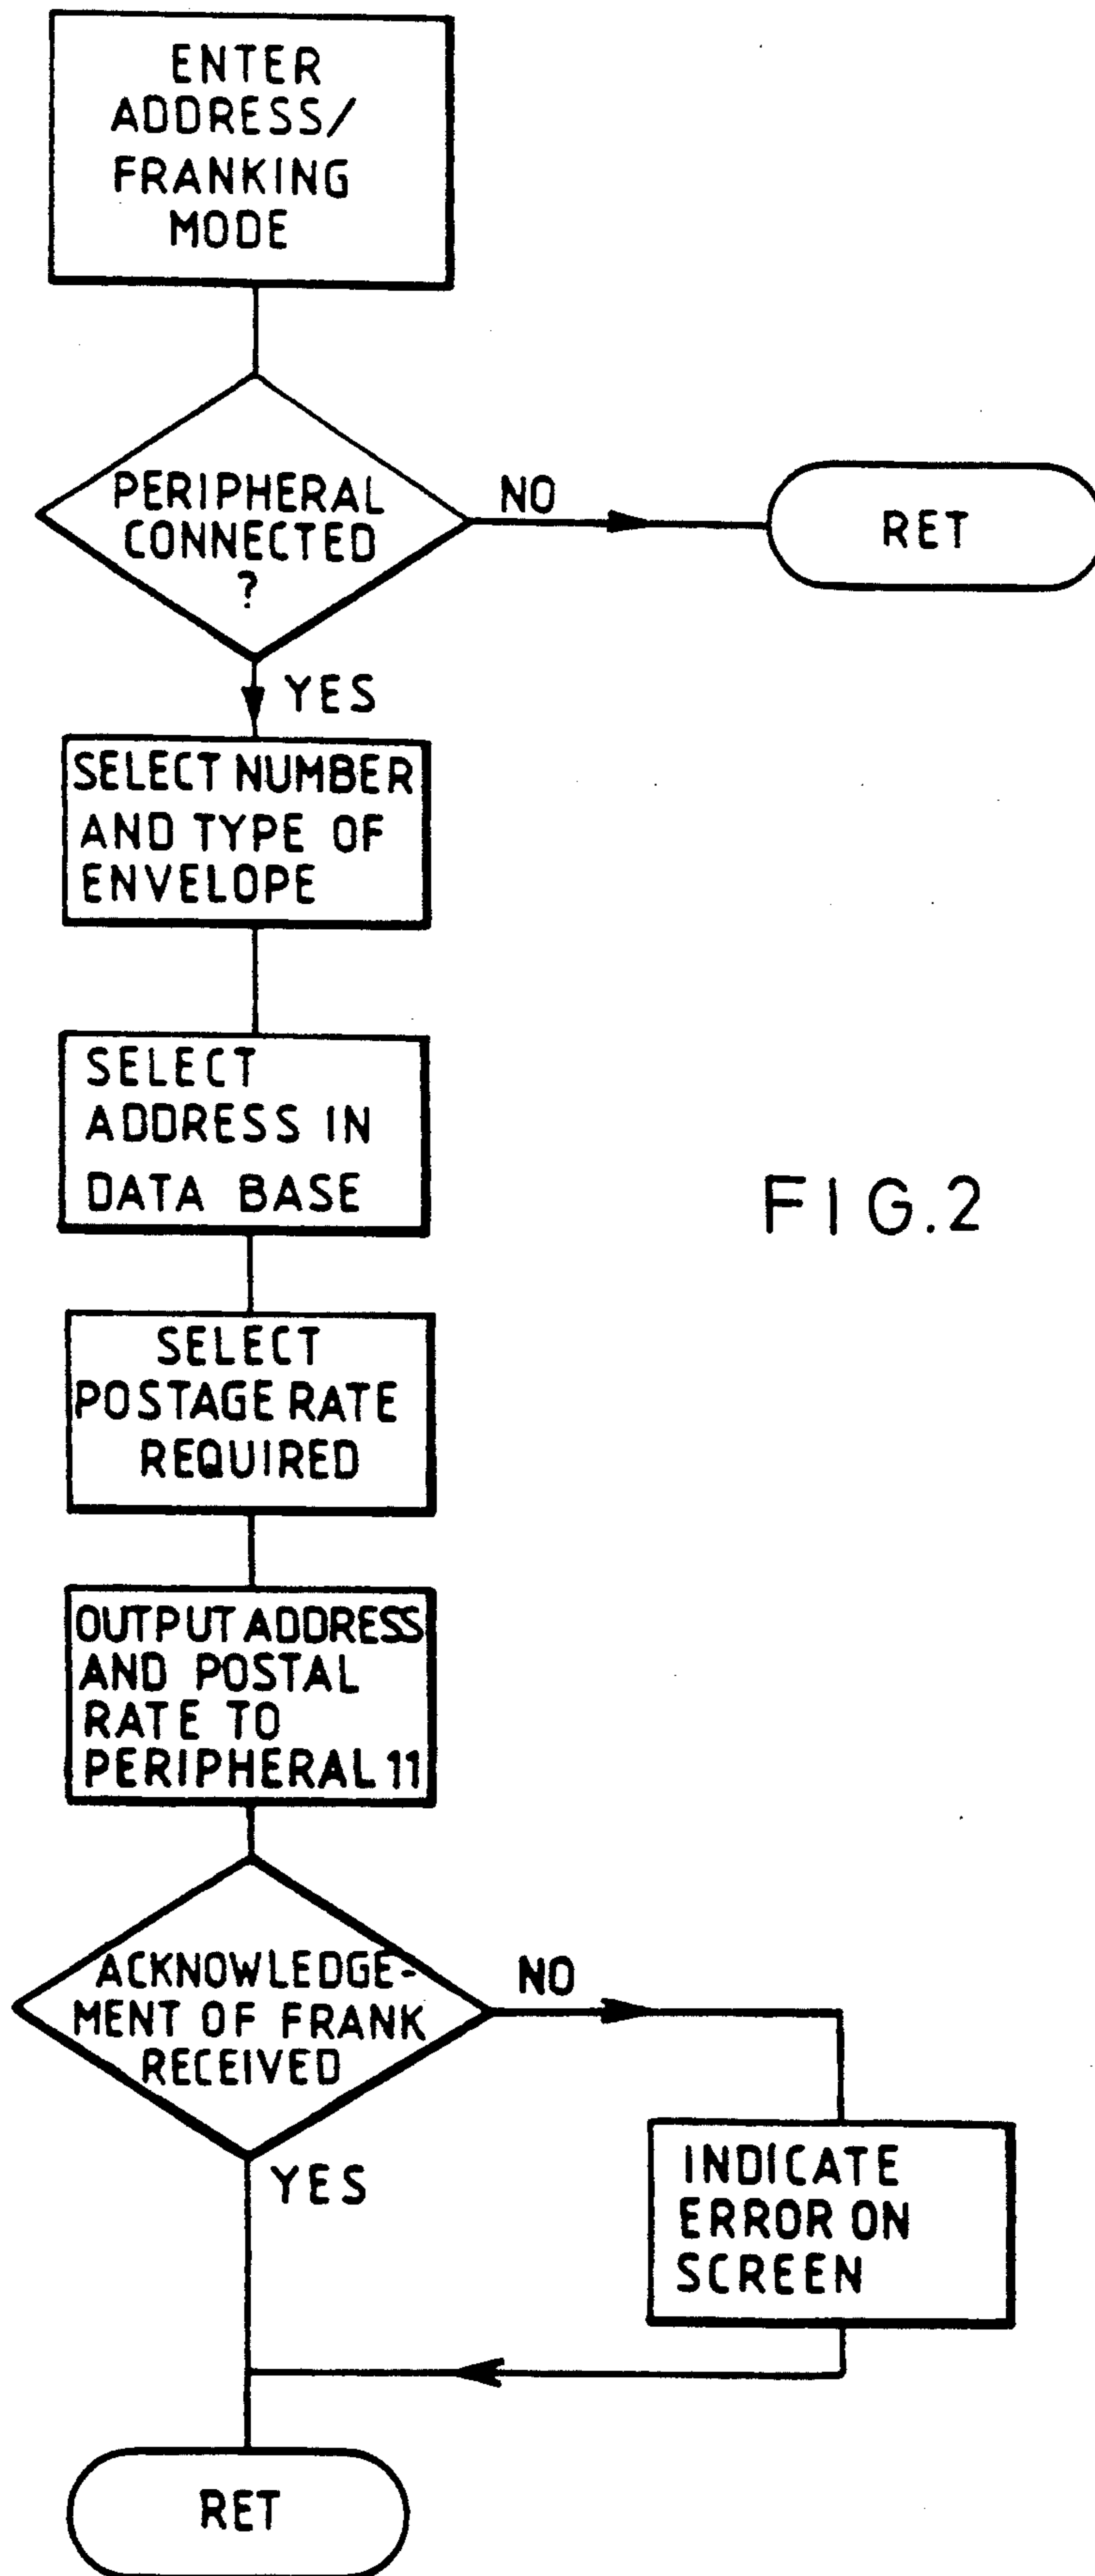 ENTER
ADDRESS/
FRANKING
MODE
PERIPHERAL
CONNECTED
?
NO
RET
YES
SELECT NUMBER
AND TYPE OF
ENVELOPE
SELECT
ADDRESS IN
DATA BASE
FIG.2
SELECT
POSTAGE RATE
REQUIRED
OUTPUT ADDRESS
AND POSTAL
RATE TO
PERIPHERAL 11
ACKNOWLEDGE-
MENT OF FRANK
RECEIVED
NO
YES
INDICATE
ERROR ON
SCREEN
RET